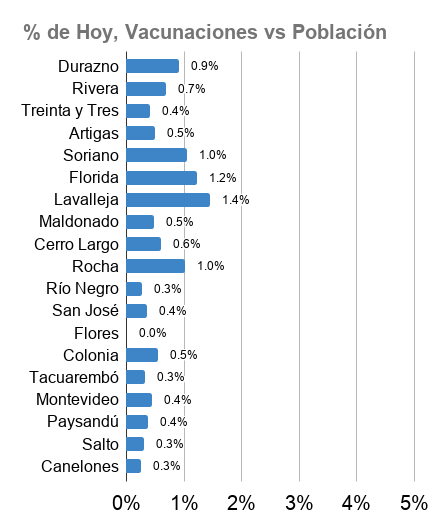 % de Hoy, Vacunaciones vs Población
Durazno 0.9%
Rivera 0.7%
Treinta y Tres 0.4%
Artigas 0.5%
Soriano 1.0%
Florida 1.2%
Lavalleja 1.4%
Maldonado 0.5%
Cerro Largo 0.6%
Rocha 1.0%
Río Negro 0.3%
San José 0.4%
Flores 0.0%
Colonia 0.5%
Tacuarembó 0.3%
Montevideo 0.4%
Paysandú 0.4%
Salto 0.3%
Canelones 0.3%
0% 1% 2% 3% 4% 5%